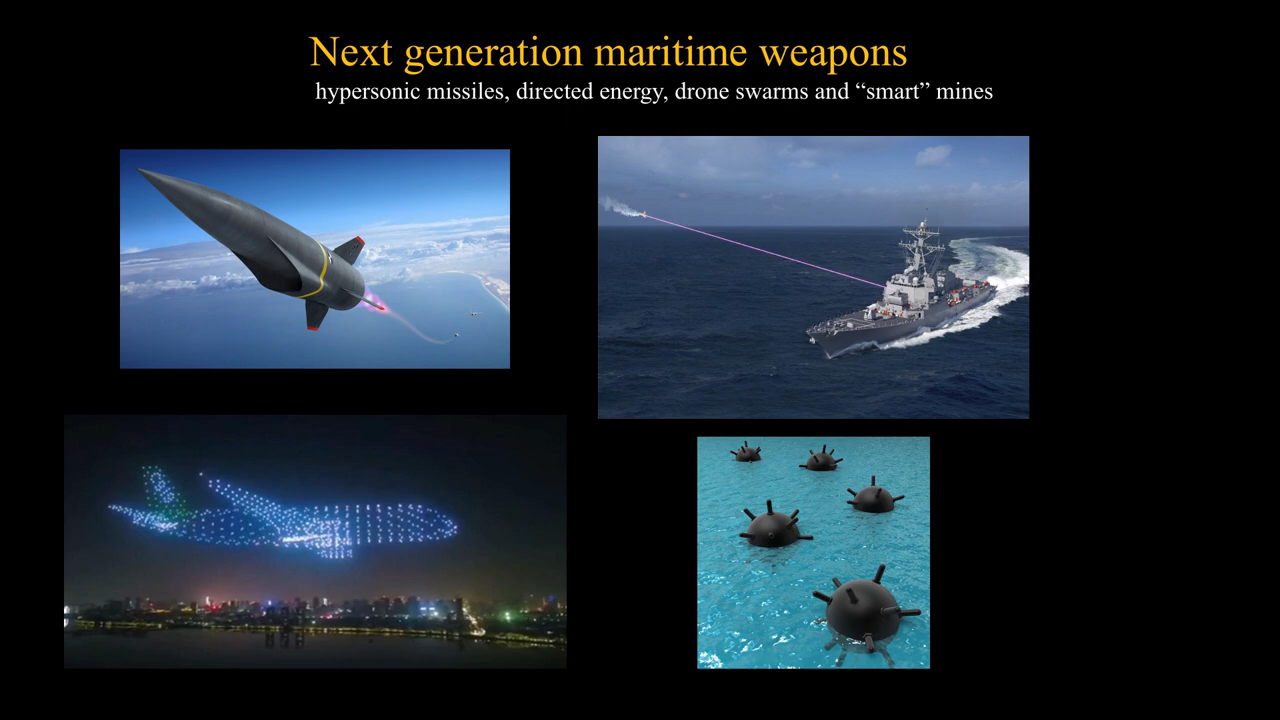 Next generation maritime weapons
hypersonic missiles, directed energy, drone swarms and “smart” mines